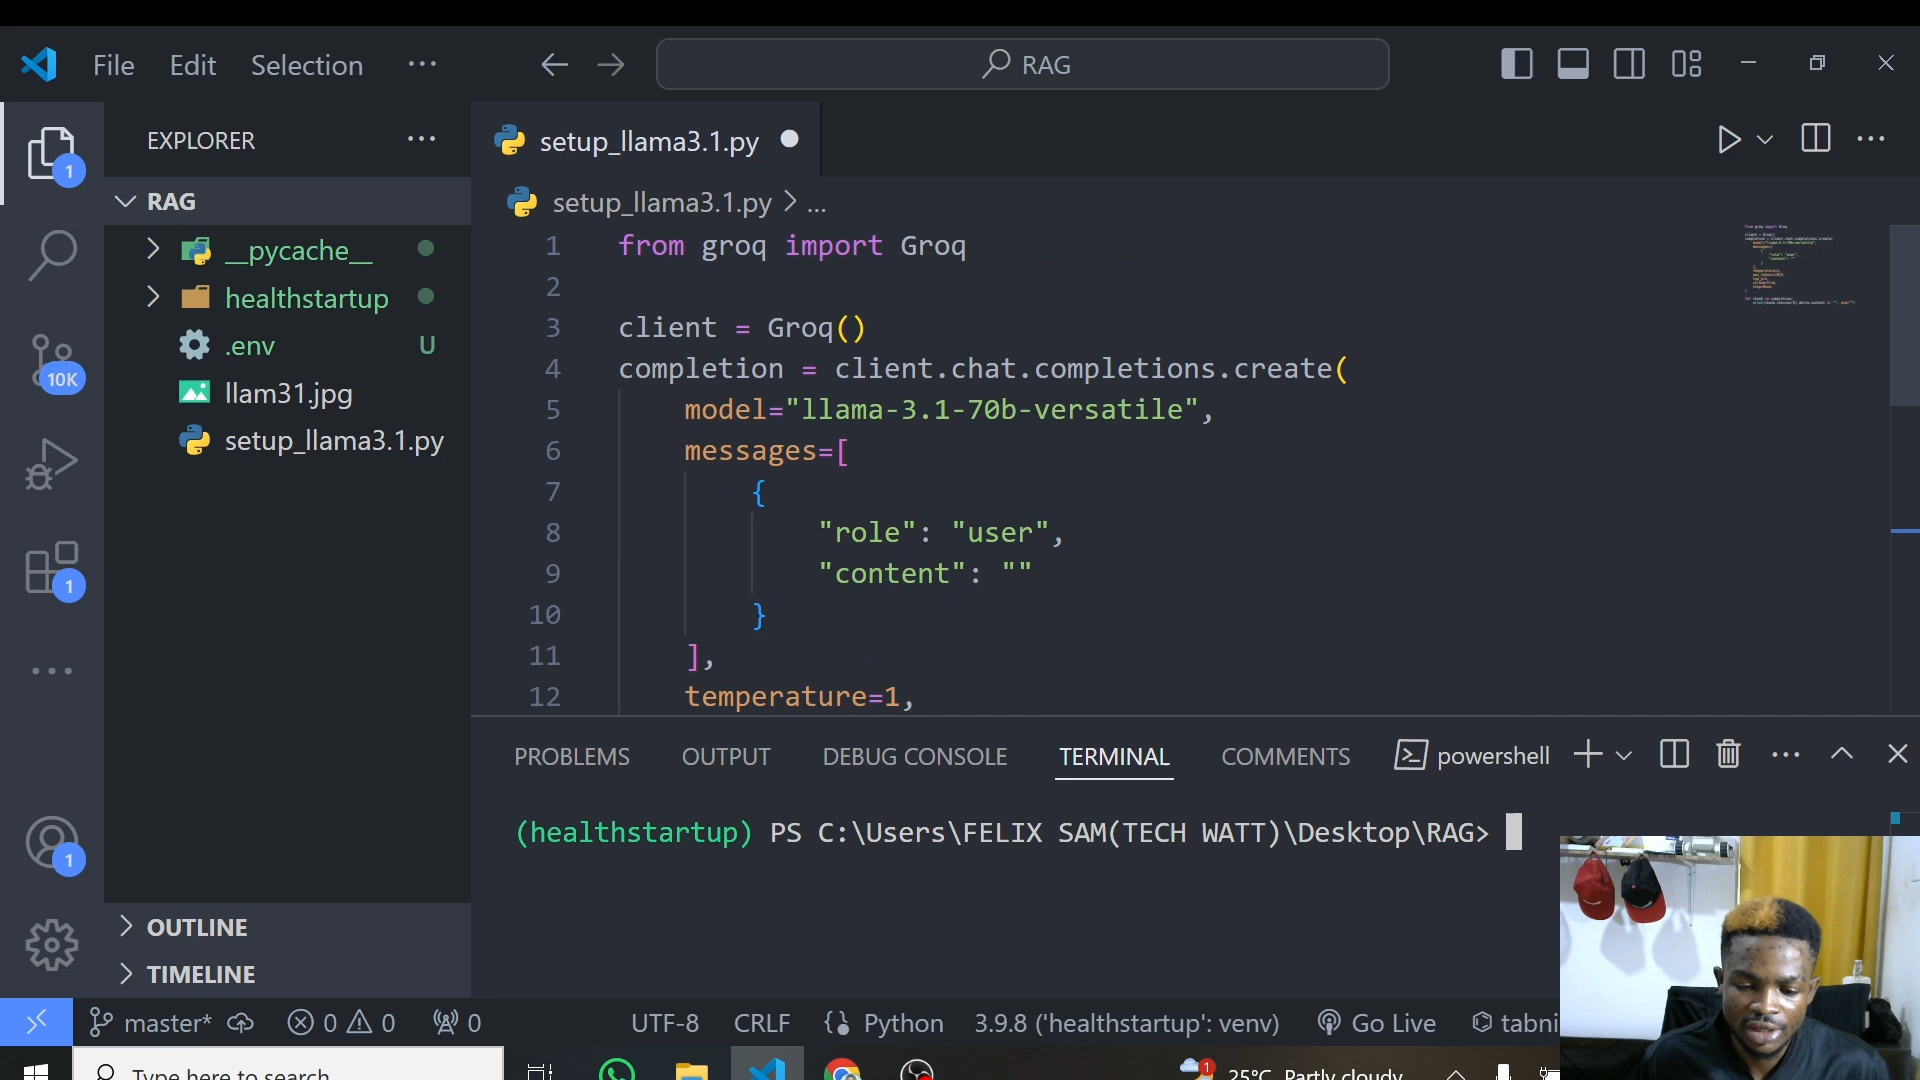 File Edit Selection ···
RAG
EXPLORER ···
1
RAG
__pycache__
healthstartup
.env U
llam31.jpg
setup_llama3.1.py
10K
1
1
OUTLINE
TIMELINE
setup_llama3.1.py
setup_llama3.1.py > ...
1 from groq import Groq
2
3 client = Groq()
4 completion = client.chat.completions.create(
5 model="llama-3.1-70b-versatile",
6 messages=[
7 {
8 "role": "user",
9 "content": ""
10 }
11 ],
12 temperature=1,
PROBLEMS OUTPUT DEBUG CONSOLE TERMINAL COMMENTS powershell
(healthstartup) PS C:\Users\FELIX SAM(TECH WATT)\Desktop\RAG>
master* 0 0 0 UTF-8 CRLF Python 3.9.8 ('healthstartup': venv) Go Live tabni
Type here to search 1 25°C Partly cloudy